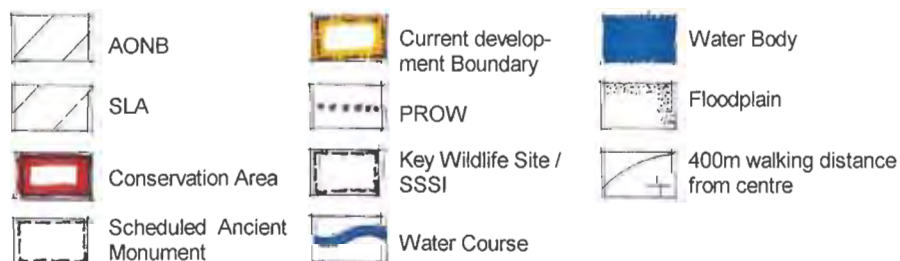 AONB
SLA
Conservation Area
Scheduled Ancient
Monument
Current develop-
ment Boundary
PROW
Key Wildlife Site /
SSSI
Water Course
Water Body
Floodplain
400m walking distance
from centre